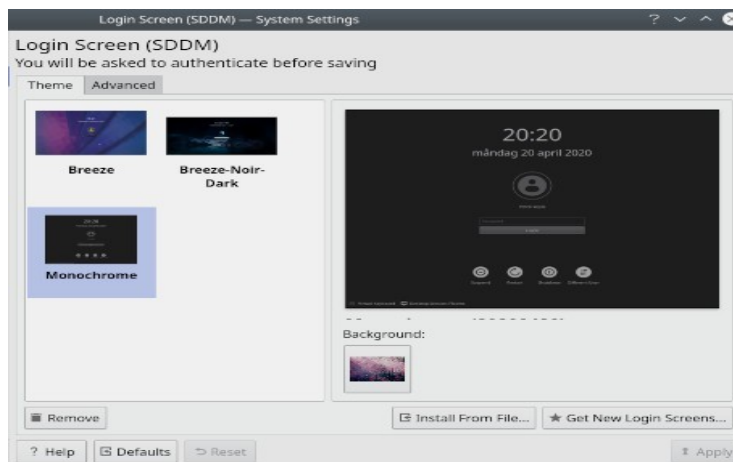 Login Screen (SDDM) — System Settings
Login Screen (SDDM)
You will be asked to authenticate before saving
Theme
Advanced
Breeze
Breeze-Noir-Dark
Monochrome
20:20
måndag 20 april 2020
Background:
Remove
Install From File...
Get New Login Screens...
? Help
Defaults
Reset
Apply